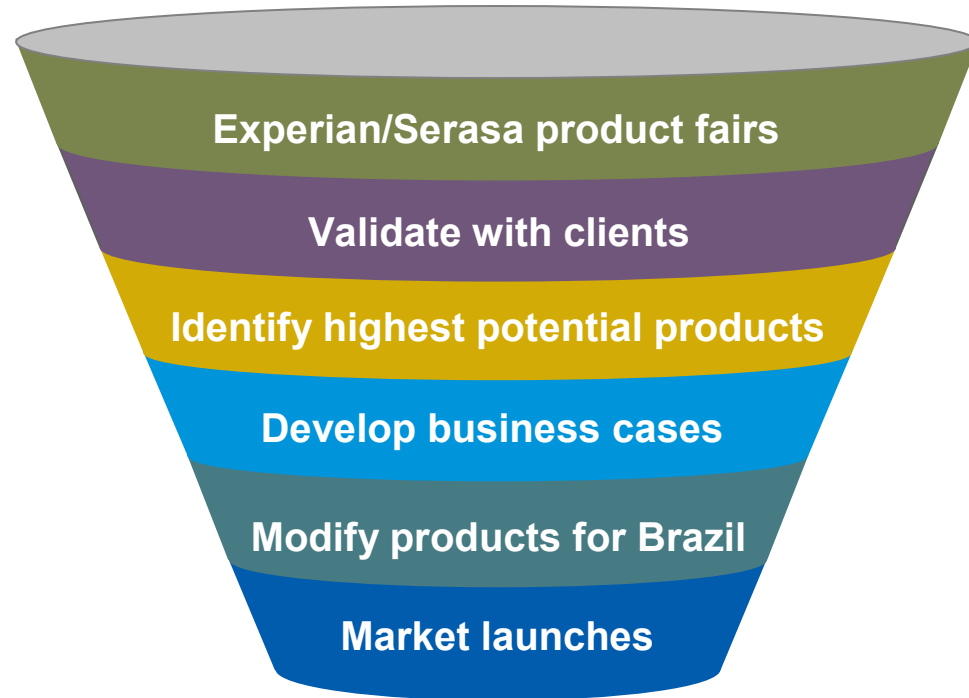 Experian/Serasa product fairs
Validate with clients
Identify highest potential products
Develop business cases
Modify products for Brazil
Market launches